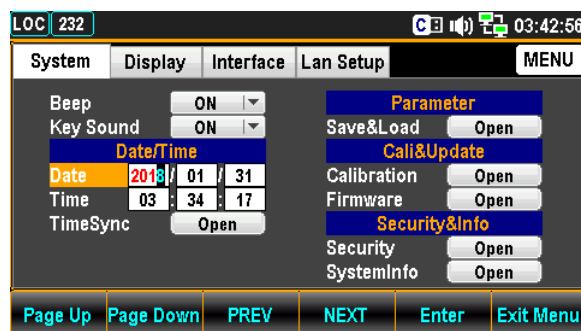 LOC 232 C 03:42:56
System Display Interface Lan Setup MENU
Beep ON
Key Sound ON
Date/Time
Date 2018 / 01 / 31
Time 03 : 34 : 17
TimeSync Open
Parameter
Save&Load Open
Cali&Update
Calibration Open
Firmware Open
Security&Info
Security Open
SystemInfo Open
Page Up Page Down PREV NEXT Enter Exit Menu